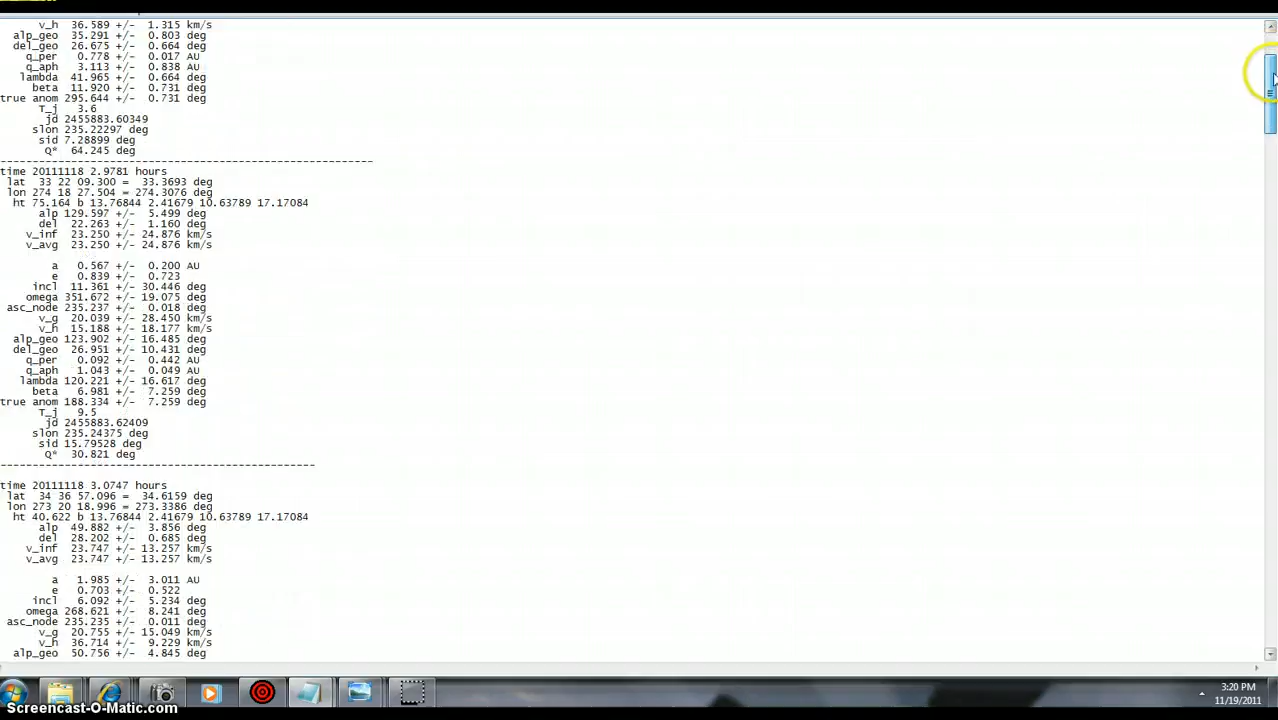 v_h 36.589 +/- 1.315 km/s
alp_geo 35.291 +/- 0.803 deg
del_geo 26.675 +/- 0.664 deg
q_per 0.778 +/- 0.017 AU
q_aph 3.113 +/- 0.838 AU
lambda 41.965 +/- 0.664 deg
beta 11.920 +/- 0.731 deg
true anom 295.644 +/- 0.731 deg
T_j 3.6
jd 2455883.60349
slon 235.22297 deg
sid 7.28899 deg
Q* 64.245 deg
-----------------------------------------------------------------
time 20111118 2.9781 hours
lat 33 22 09.300 = 33.3693 deg
lon 274 18 27.504 = 274.3076 deg
ht 75.164 b 13.76844 2.41679 10.63789 17.17084
alp 129.597 +/- 5.499 deg
del 22.263 +/- 1.160 deg
v_inf 23.250 +/- 24.876 km/s
v_avg 23.250 +/- 24.876 km/s
a 0.567 +/- 0.200 AU
e 0.839 +/- 0.723
incl 11.361 +/- 30.446 deg
omega 351.672 +/- 19.075 deg
asc_node 235.237 +/- 0.018 deg
v_g 20.039 +/- 28.450 km/s
v_h 15.188 +/- 18.177 km/s
alp_geo 123.902 +/- 16.485 deg
del_geo 26.951 +/- 10.431 deg
q_per 0.092 +/- 0.442 AU
q_aph 1.043 +/- 0.049 AU
lambda 120.221 +/- 16.617 deg
beta 6.981 +/- 7.259 deg
true anom 188.334 +/- 7.259 deg
T_j 9.5
jd 2455883.62409
slon 235.24375 deg
sid 15.79528 deg
Q* 30.821 deg
-------------------------------------------------------
time 20111118 3.0747 hours
lat 34 36 57.096 = 34.6159 deg
lon 273 20 18.996 = 273.3386 deg
ht 40.622 b 13.76844 2.41679 10.63789 17.17084
alp 49.882 +/- 3.856 deg
del 28.202 +/- 0.685 deg
v_inf 23.747 +/- 13.257 km/s
v_avg 23.747 +/- 13.257 km/s
a 1.985 +/- 3.011 AU
e 0.703 +/- 0.522
incl 6.092 +/- 5.234 deg
omega 268.621 +/- 8.241 deg
asc_node 235.235 +/- 0.011 deg
v_g 20.755 +/- 15.049 km/s
v_h 36.714 +/- 9.229 km/s
alp_geo 50.756 +/- 4.845 deg
3:20 PM
11/19/2011
Screencast-O-Matic.com